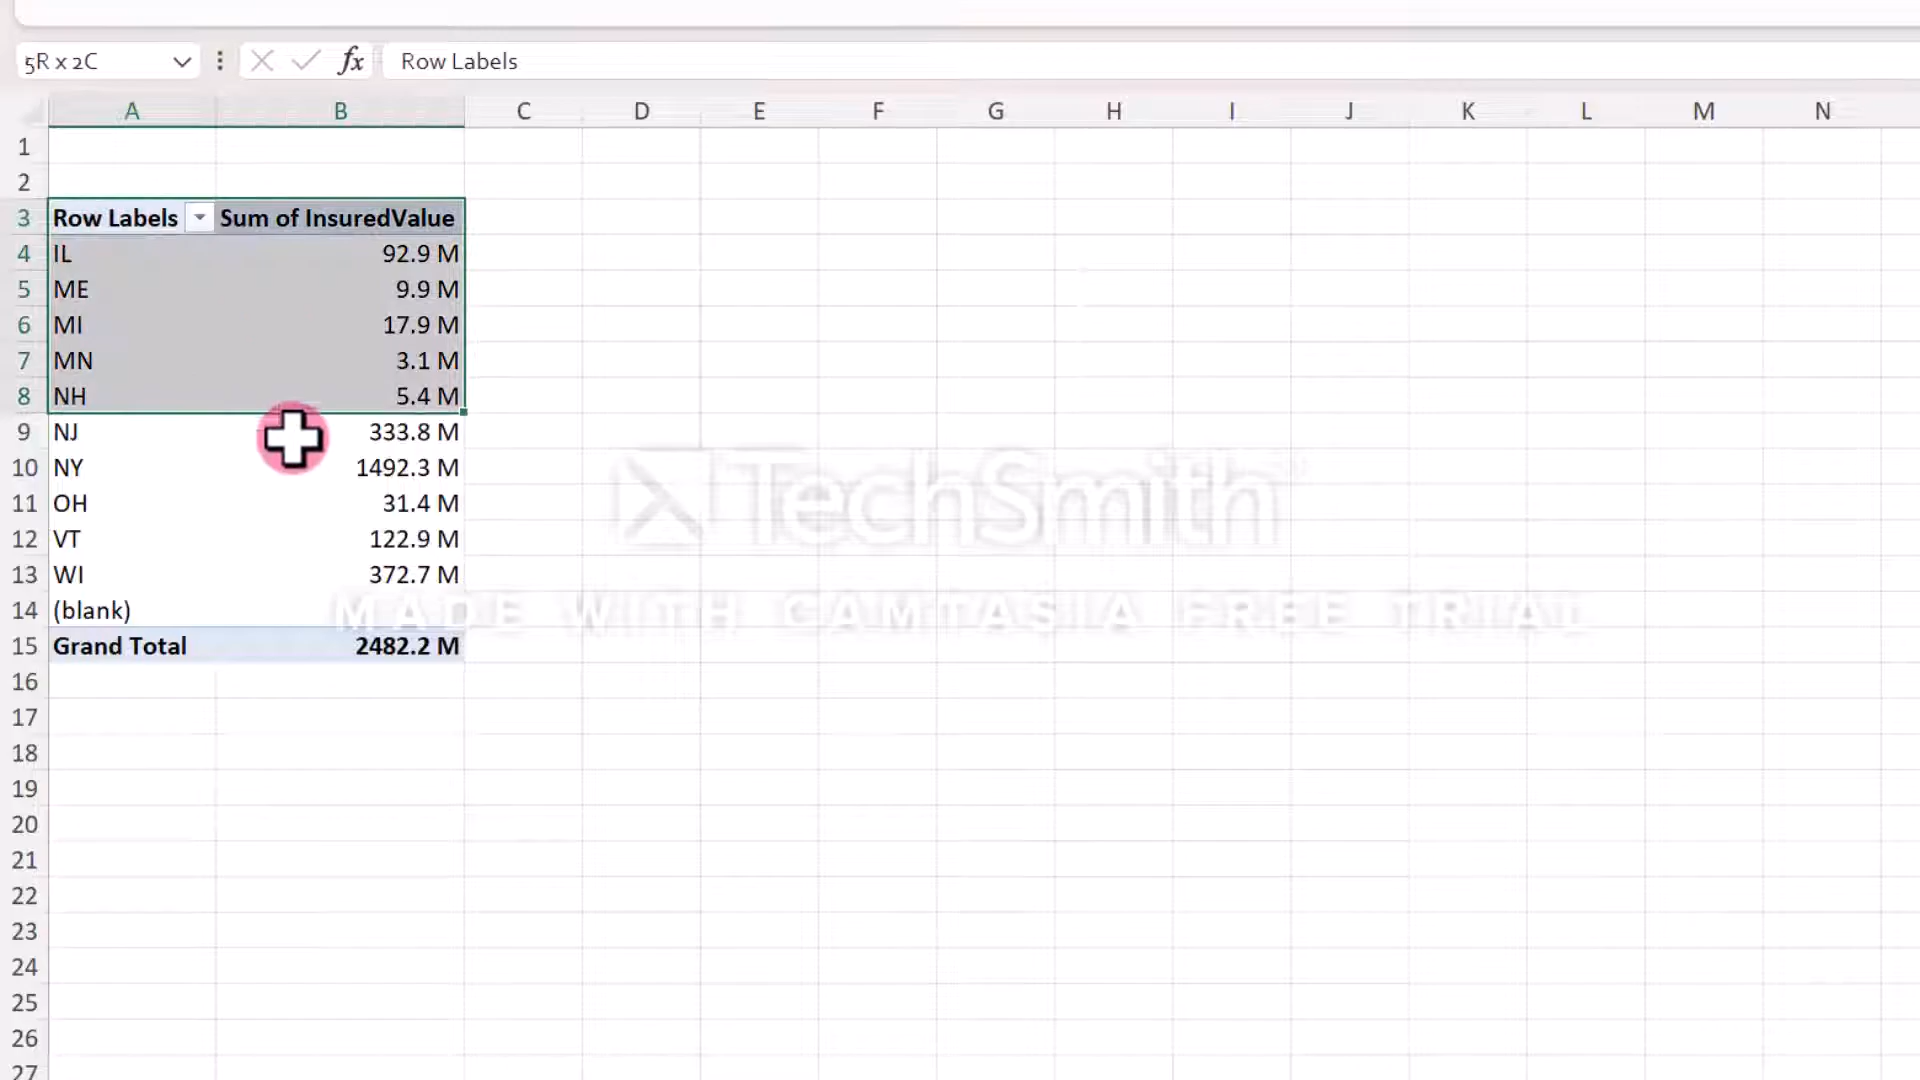 5R x 2C fx Row Labels
A B C D E F G H I J K L M N
1
2
3 Row Labels Sum of InsuredValue
4 IL 92.9 M
5 ME 9.9 M
6 MI 17.9 M
7 MN 3.1 M
8 NH 5.4 M
9 NJ 333.8 M
10 NY 1492.3 M
TechSmith
11 OH 31.4 M
12 VT 122.9 M
13 WI 372.7 M
14 (blank)
MADE WITH CAMTASIA FREE TRIAL
15 Grand Total 2482.2 M
16
17
18
19
20
21
22
23
24
25
26
27